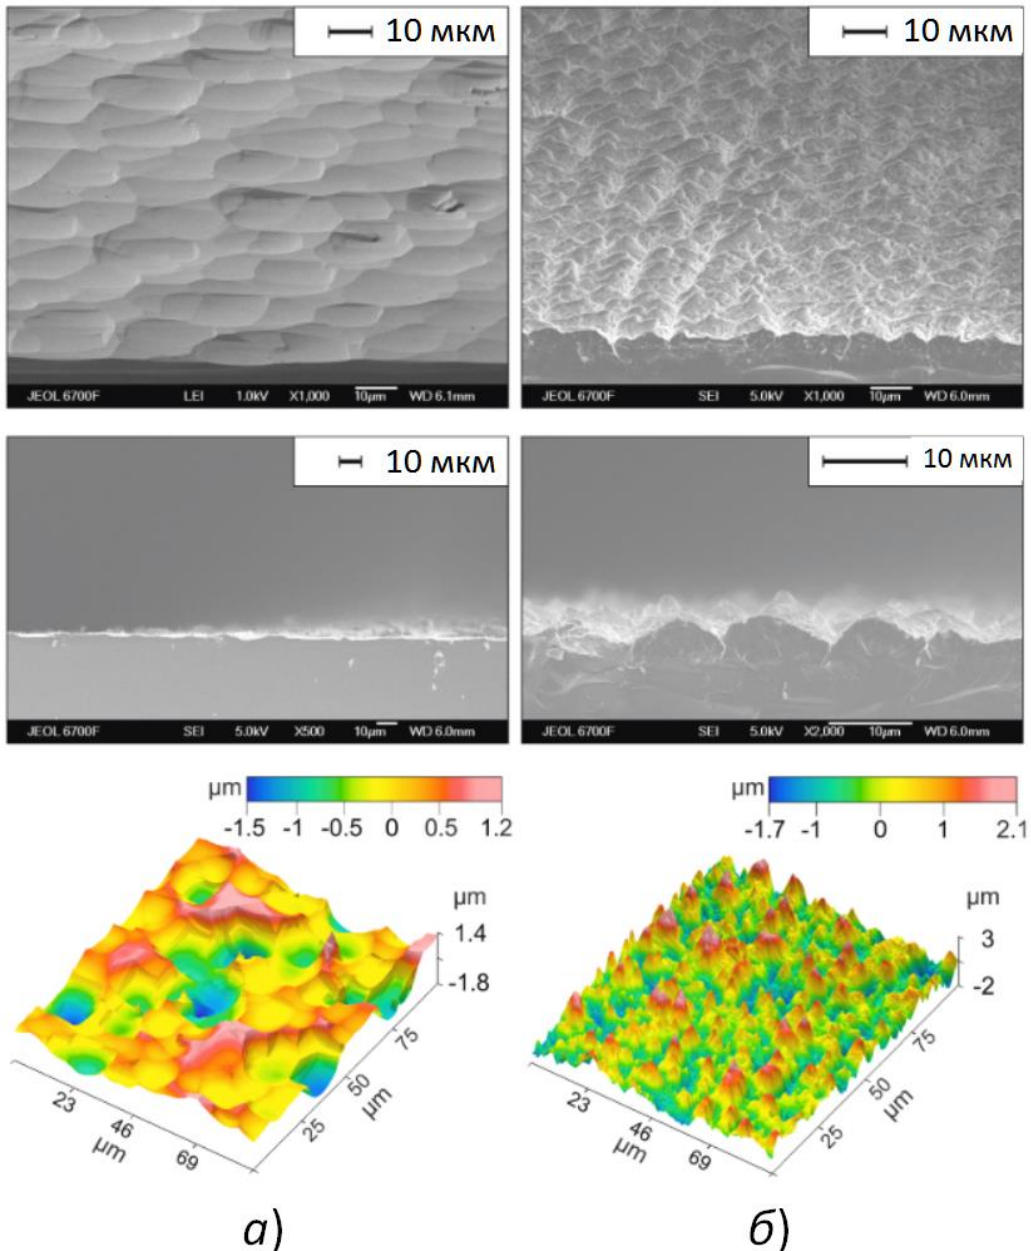 10 мкм
10 мкм
JEOL 6700F LEI 1.0kV X1,000 10µm WD 6.1mm
JEOL 6700F SEI 5.0kV X1,000 10µm WD 6.0mm
10 мкм
10 мкм
JEOL 6700F SEI 5.0kV X500 10µm WD 6.0mm
JEOL 6700F SEI 5.0kV X2,000 10µm WD 6.0mm
µm
-1.5 -1 -0.5 0 0.5 1.2
µm
-1.7 -1 0 1 2.1
µm
1.4
-1.8
75
50
µm
25
23
46
µm
69
µm
3
-2
75
50
µm
25
23
46
µm
69
а)
б)